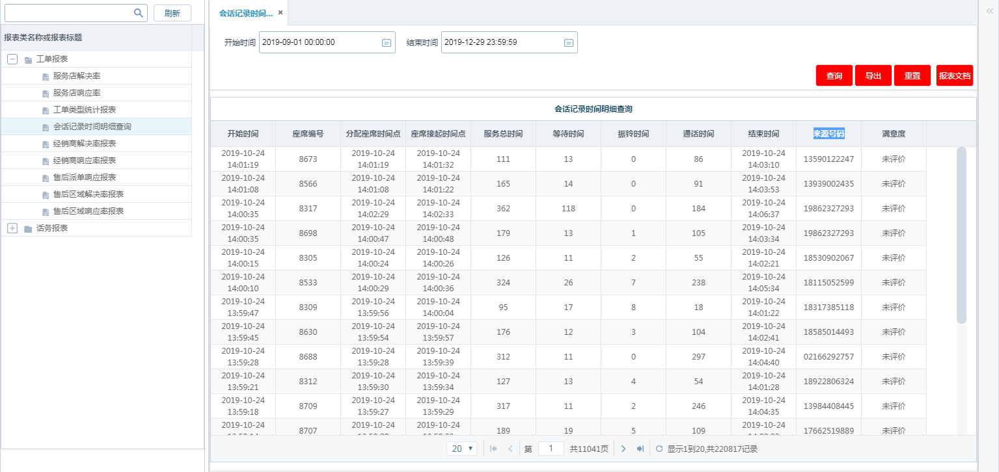 刷新
报表类名称或报表标题
工单报表
服务店解决率
服务店响应率
工单类型统计报表
会话记录时间明细查询
经销商解决率报表
经销商响应率报表
售后派单响应报表
售后区域解决率报表
售后区域响应率报表
话务报表
会话记录时间...
开始时间 2019-09-01 00:00:00 结束时间 2019-12-29 23:59:59
查询 导出 重置 报表文档
会话记录时间明细查询
开始时间 座席编号 分配座席时间点 座席接起时间点 服务总时间 等待时间 振铃时间 通话时间 结束时间 来源号码 满意度
2019-10-24 14:01:19 8673 2019-10-24 14:01:19 2019-10-24 14:01:32 111 13 0 86 2019-10-24 14:03:10 13590122247 未评价
2019-10-24 14:01:08 8566 2019-10-24 14:01:08 2019-10-24 14:01:22 165 14 0 91 2019-10-24 14:03:53 13939002435 未评价
2019-10-24 14:00:35 8317 2019-10-24 14:02:29 2019-10-24 14:02:33 362 118 0 184 2019-10-24 14:06:37 19862327293 未评价
2019-10-24 14:00:35 8698 2019-10-24 14:00:47 2019-10-24 14:00:48 179 13 1 105 2019-10-24 14:03:34 19862327293 未评价
2019-10-24 14:00:15 8305 2019-10-24 14:00:24 2019-10-24 14:00:26 126 11 2 55 2019-10-24 14:02:21 18530902067 未评价
2019-10-24 14:00:10 8533 2019-10-24 14:00:29 2019-10-24 14:00:36 324 26 7 238 2019-10-24 14:05:34 18115052599 未评价
2019-10-24 13:59:47 8309 2019-10-24 13:59:56 2019-10-24 14:00:04 95 17 8 18 2019-10-24 14:01:22 18317385118 未评价
2019-10-24 13:59:45 8630 2019-10-24 13:59:54 2019-10-24 13:59:57 176 12 3 104 2019-10-24 14:02:41 18585014493 未评价
2019-10-24 13:59:28 8688 2019-10-24 13:59:28 2019-10-24 13:59:39 312 11 0 297 2019-10-24 14:04:40 02166292757 未评价
2019-10-24 13:59:21 8312 2019-10-24 13:59:30 2019-10-24 13:59:34 127 13 4 54 2019-10-24 14:01:28 18922806324 未评价
2019-10-24 13:59:18 8709 2019-10-24 13:59:27 2019-10-24 13:59:29 317 11 2 246 2019-10-24 14:04:35 13984408445 未评价
2019-10-24 8707 2019-10-24 2019-10-24 189 19 5 109 2019-10-24 17662519889 未评价
20 第 1 共11041页 显示1到20,共220817记录